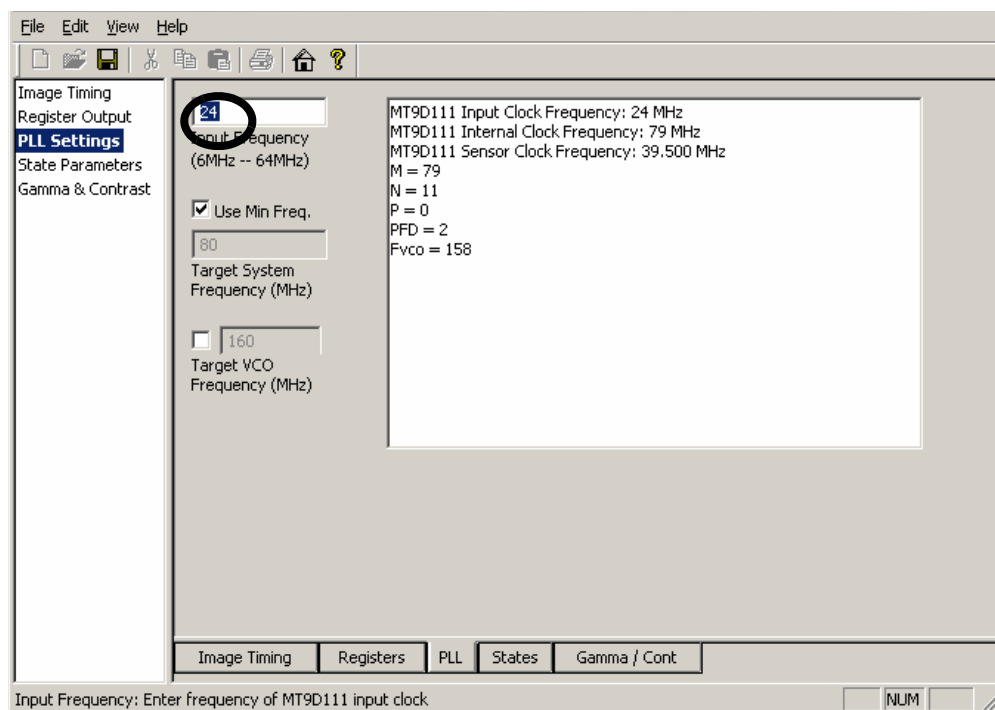 File Edit View Help
Image Timing
Register Output
PLL Settings
State Parameters
Gamma & Contrast
24
Input Frequency
(6MHz -- 64MHz)
Use Min Freq.
80
Target System
Frequency (MHz)
160
Target VCO
Frequency (MHz)
MT9D111 Input Clock Frequency: 24 MHz
MT9D111 Internal Clock Frequency: 79 MHz
MT9D111 Sensor Clock Frequency: 39.500 MHz
M = 79
N = 11
P = 0
PFD = 2
Fvco = 158
Image Timing Registers PLL States Gamma / Cont
Input Frequency: Enter frequency of MT9D111 input clock NUM